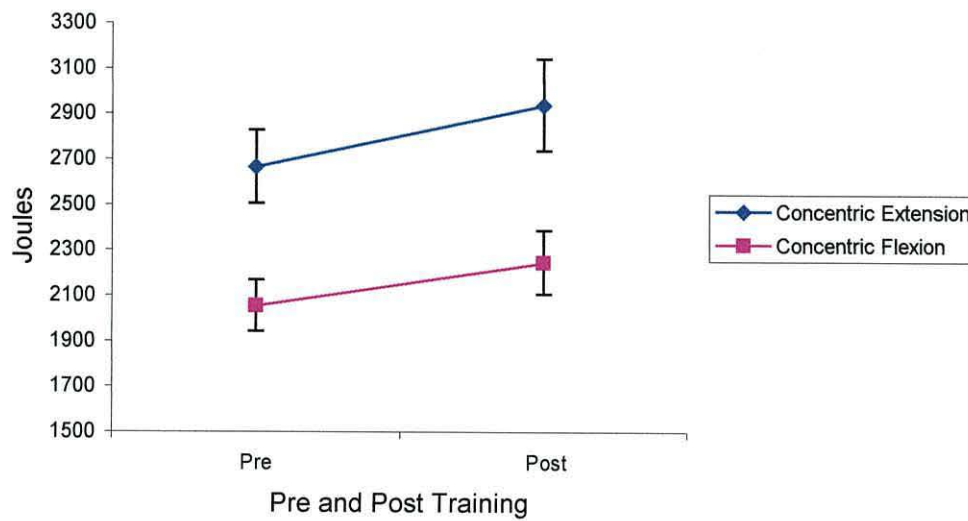 3300
3100
2900
2700
2500
2300
2100
1900
1700
1500
Joules
Pre
Post
Pre and Post Training
Concentric Extension
Concentric Flexion